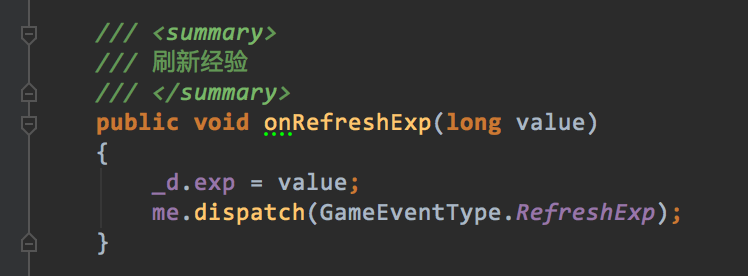 /// <summary>
/// 刷新经验
/// </summary>
public void onRefreshExp(long value)
{
_d.exp = value;
me.dispatch(GameEventType.RefreshExp);
}